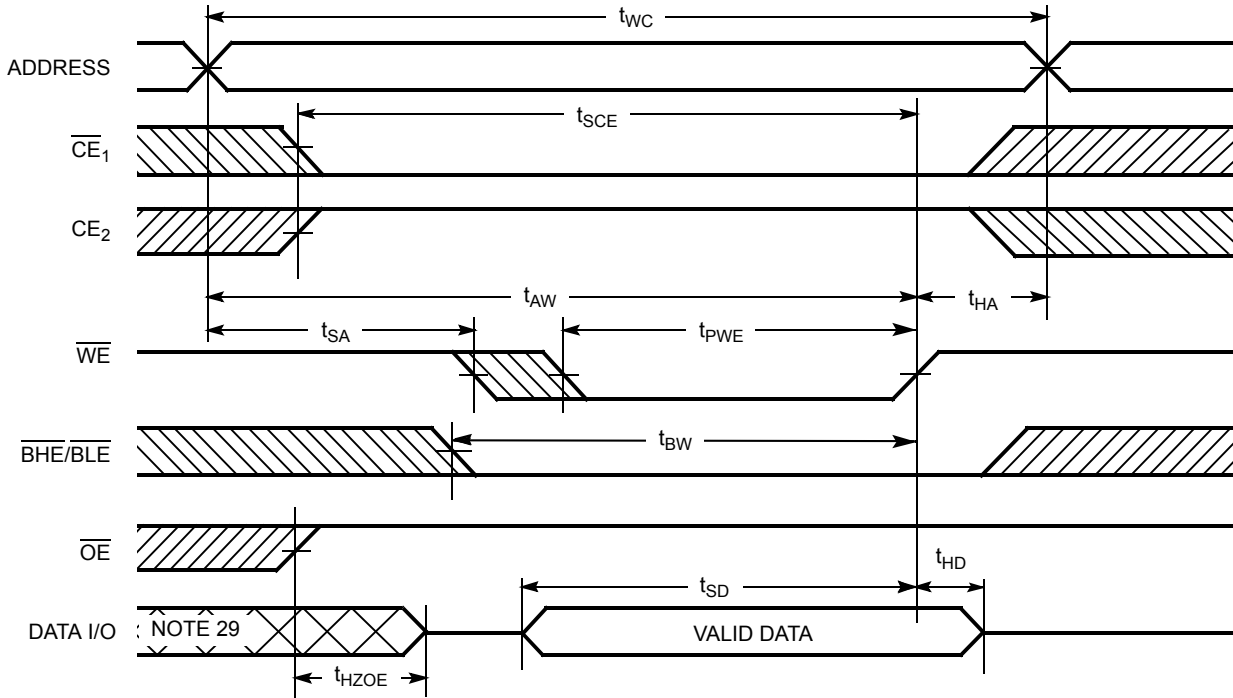 tWC
ADDRESS
tSCE
CE1
CE2
tAW
tHA
tSA
tPWE
WE
BHE/BLE
tBW
OE
tHD
tSD
DATA I/O
NOTE 29
VALID DATA
tHZOE